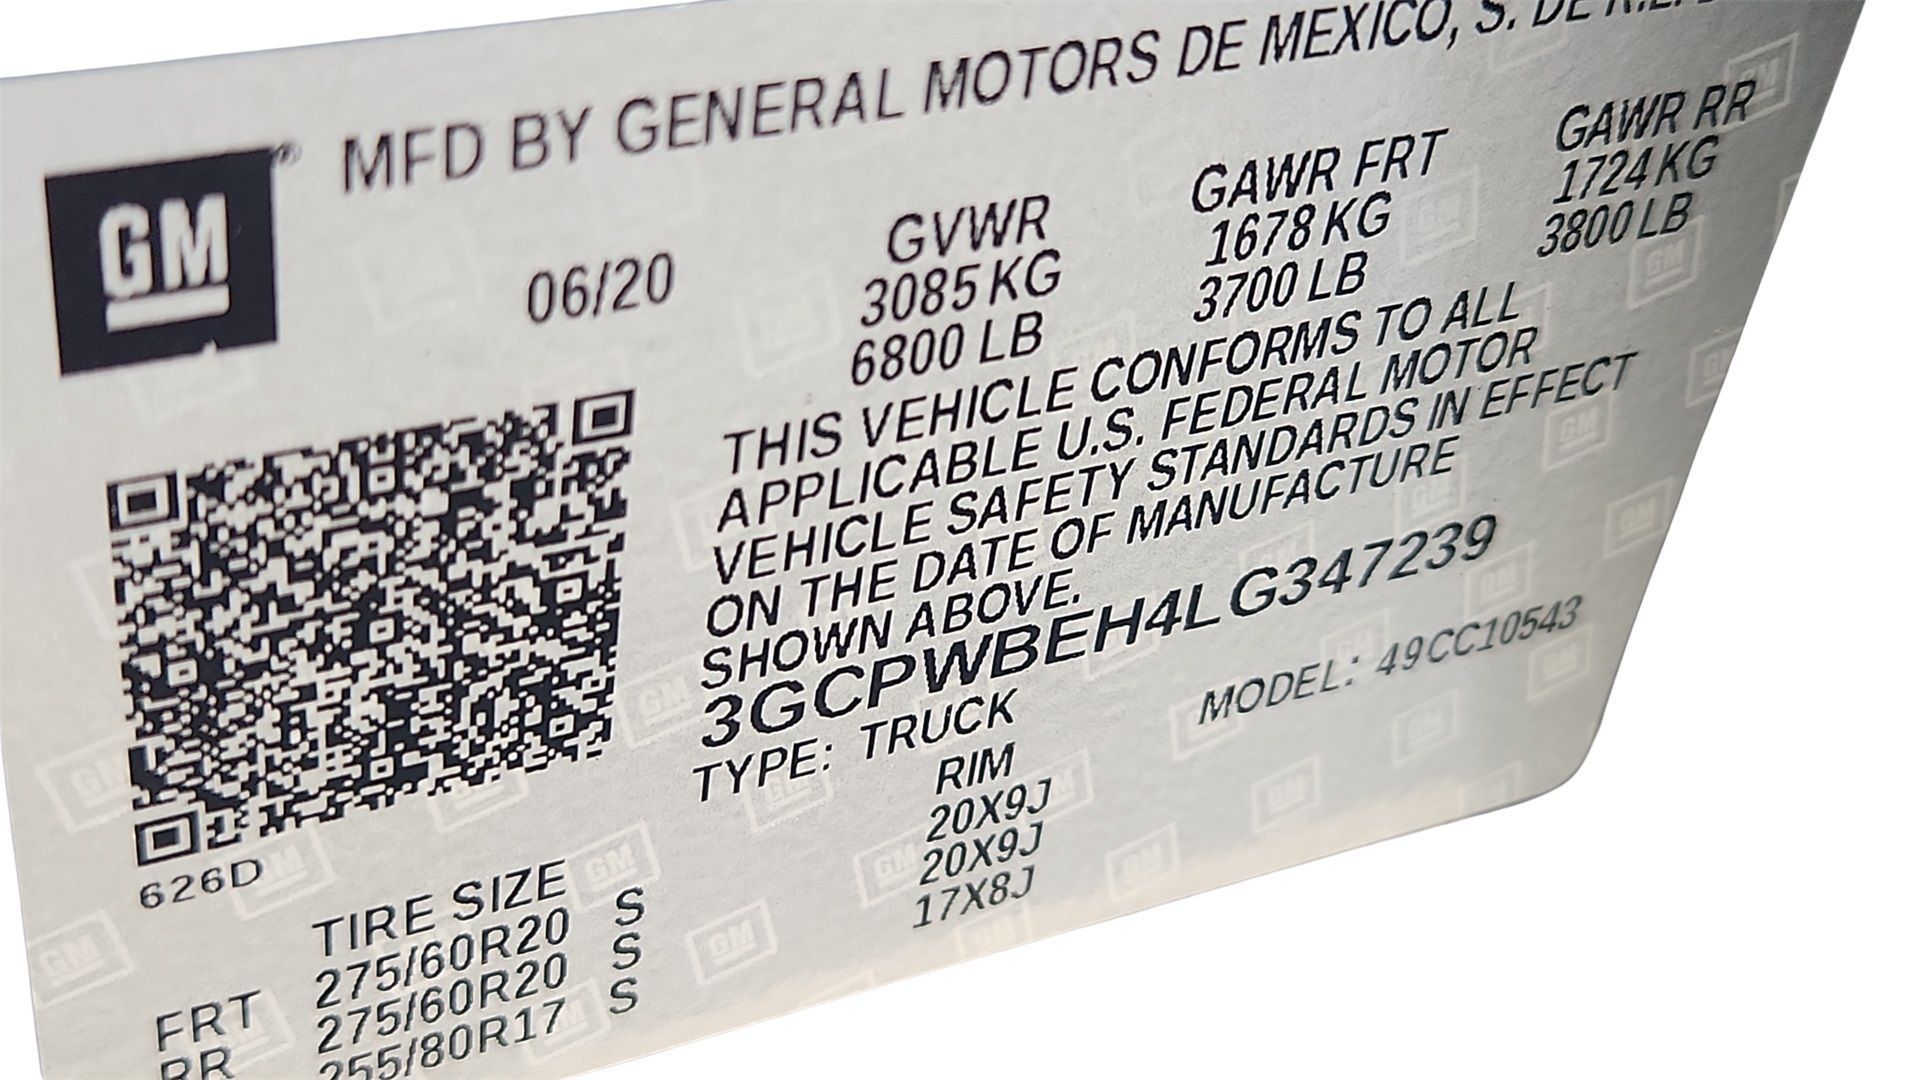 MFD BY GENERAL MOTORS DE MEXICO, S. DE R.L.
GM
06/20
GVWR GAWR FRT GAWR RR
3085 KG 1678 KG 1724 KG
6800 LB 3700 LB 3800 LB
THIS VEHICLE CONFORMS TO ALL
APPLICABLE U.S. FEDERAL MOTOR
VEHICLE SAFETY STANDARDS IN EFFECT
ON THE DATE OF MANUFACTURE
SHOWN ABOVE.
3GCPWBEH4LG347239
TYPE: TRUCK MODEL: 49CC10543
626D
TIRE SIZE RIM
FRT 275/60R20 S 20X9J
RR 275/60R20 S 20X9J
255/80R17 S 17X8J